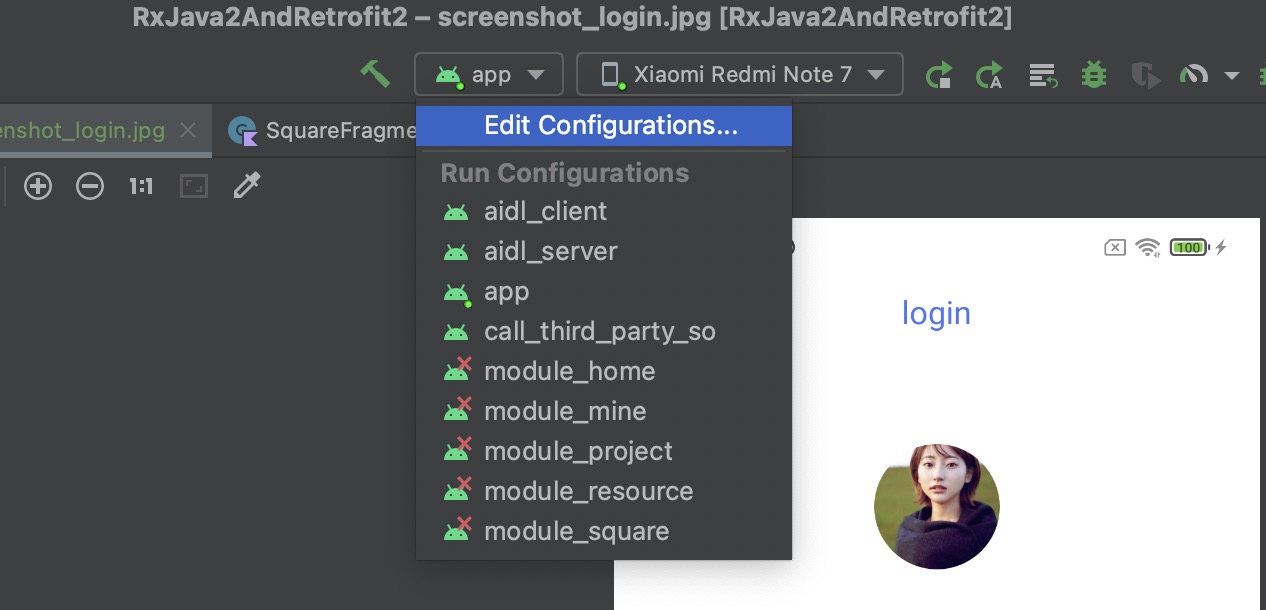 RxJava2AndRetrofit2 – screenshot_login.jpg [RxJava2AndRetrofit2]
app
Xiaomi Redmi Note 7
enshot_login.jpg
SquareFragme
Edit Configurations...
1:1
Run Configurations
aidl_client
aidl_server
app
call_third_party_so
module_home
module_mine
module_project
module_resource
module_square
100
login